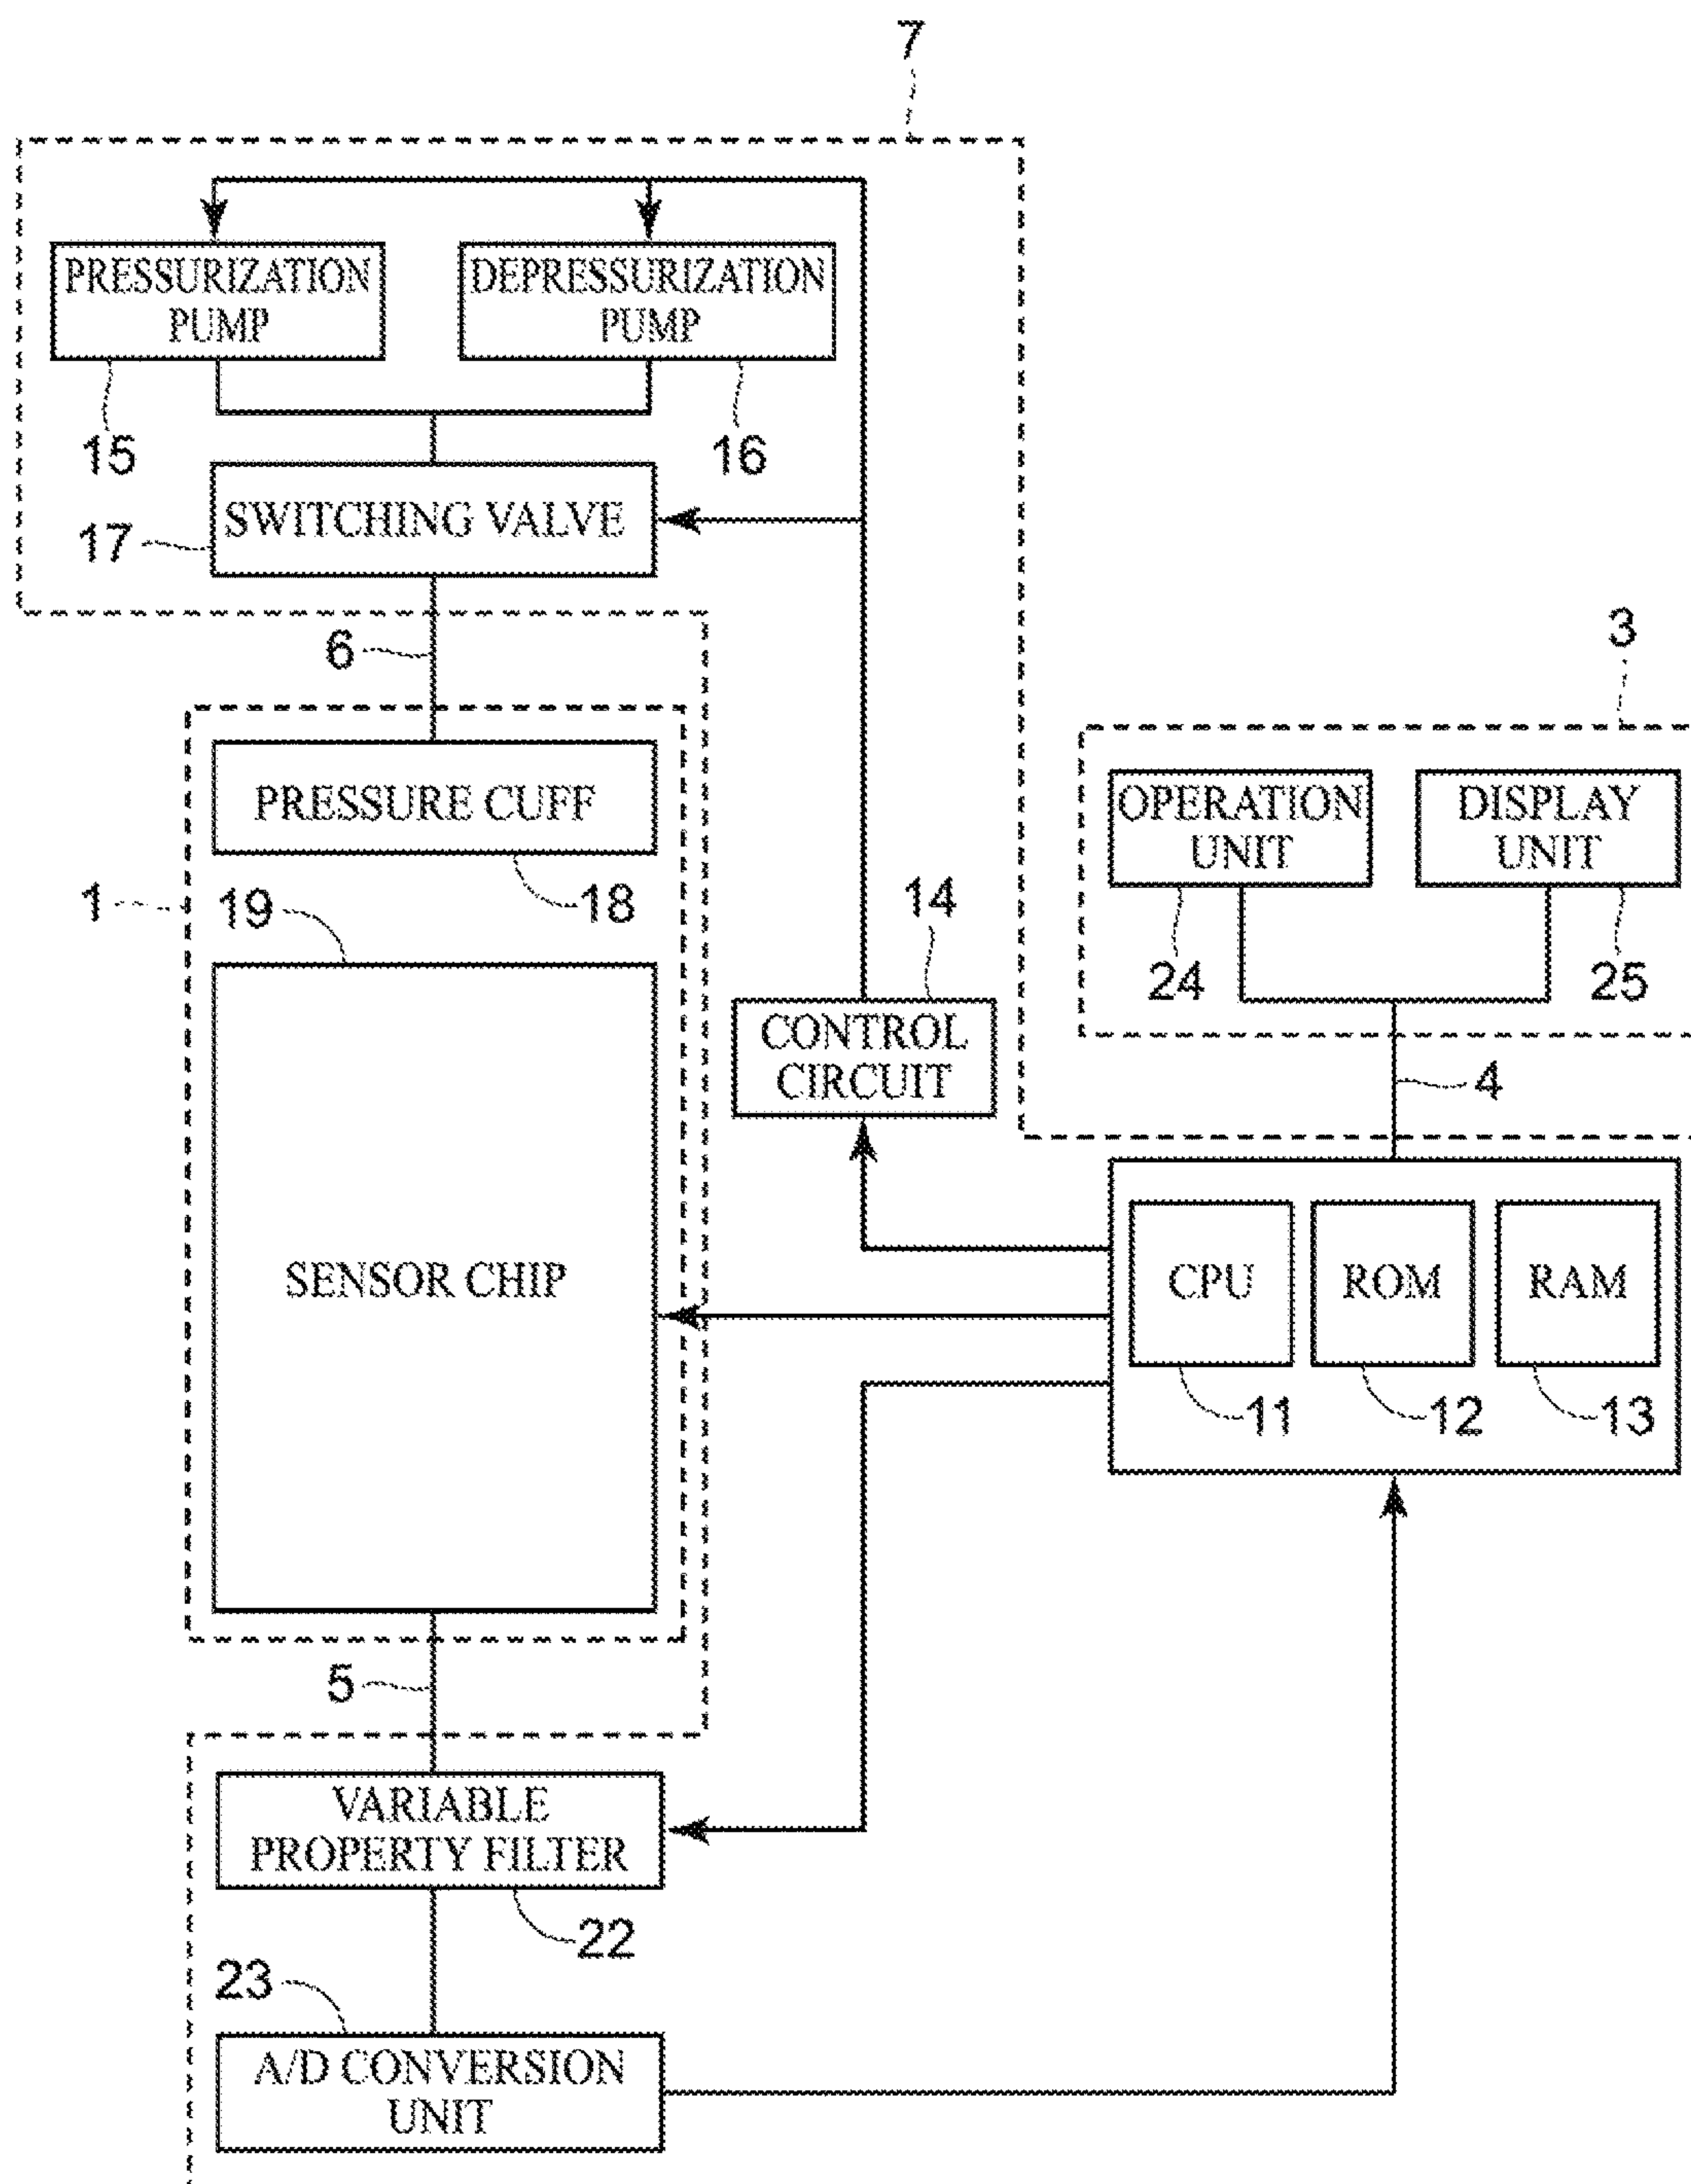 7
PRESSURIZATION
PUMP
DEPRESSURIZATION
PUMP
15
16
SWITCHING VALVE
17
6
3
PRESSURE CUFF
OPERATION
UNIT
DISPLAY
UNIT
1
19
18
14
24
25
CONTROL
CIRCUIT
4
SENSOR CHIP
CPU
ROM
RAM
11
12
13
5
VARIABLE
PROPERTY FILTER
22
23
A/D CONVERSION
UNIT